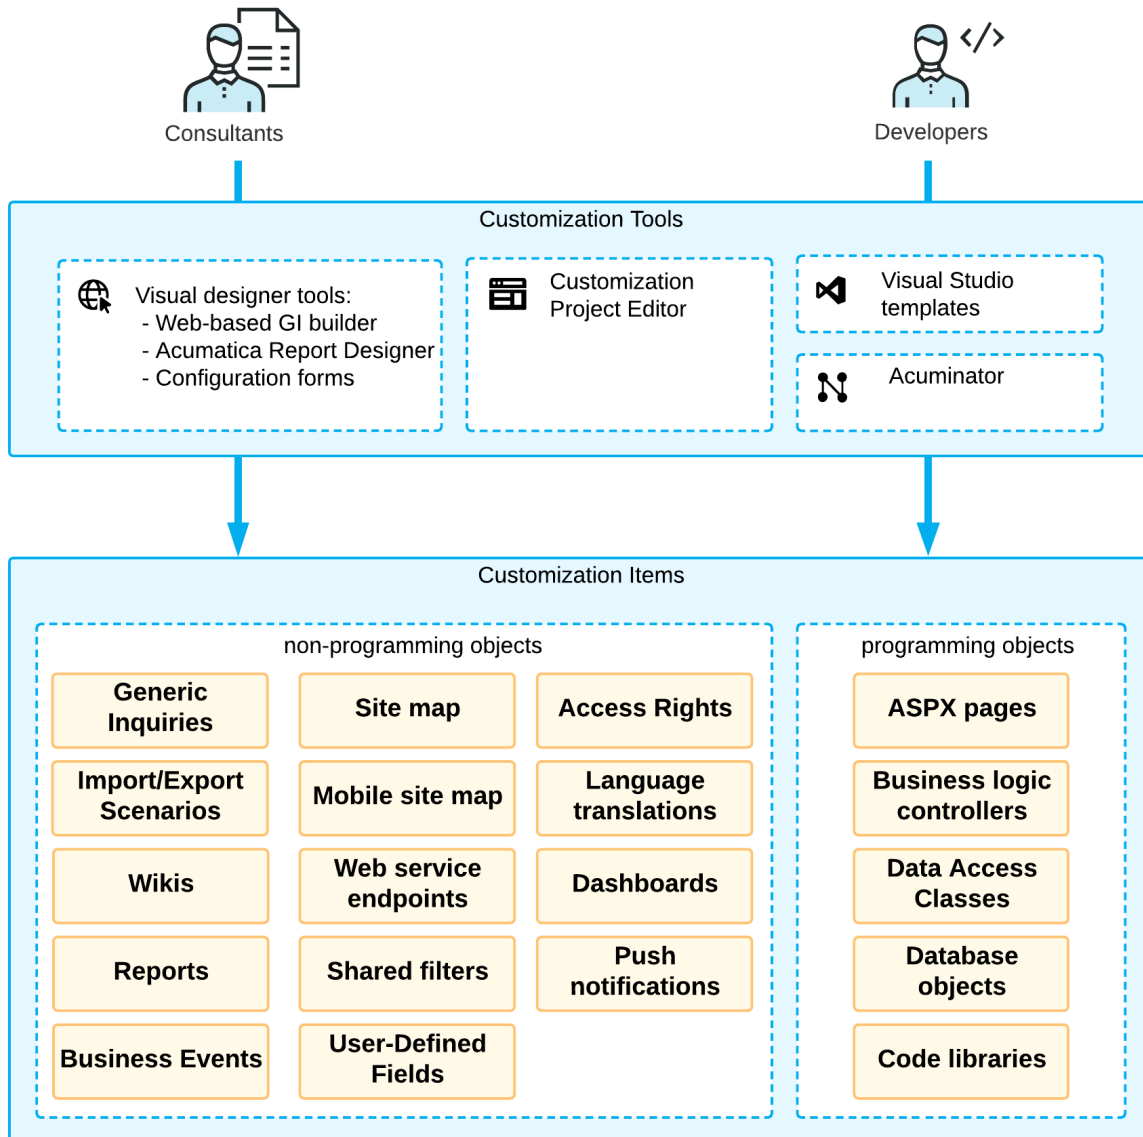 Consultants
Developers
Customization Tools
Visual designer tools:
- Web-based GI builder
- Acumatica Report Designer
- Configuration forms
Customization
Project Editor
Visual Studio
templates
Acuminator
Customization Items
non-programming objects
Generic
Inquiries
Site map
Access Rights
Import/Export
Scenarios
Mobile site map
Language
translations
Wikis
Web service
endpoints
Dashboards
Reports
Shared filters
Push
notifications
Business Events
User-Defined
Fields
programming objects
ASPX pages
Business logic
controllers
Data Access
Classes
Database
objects
Code libraries